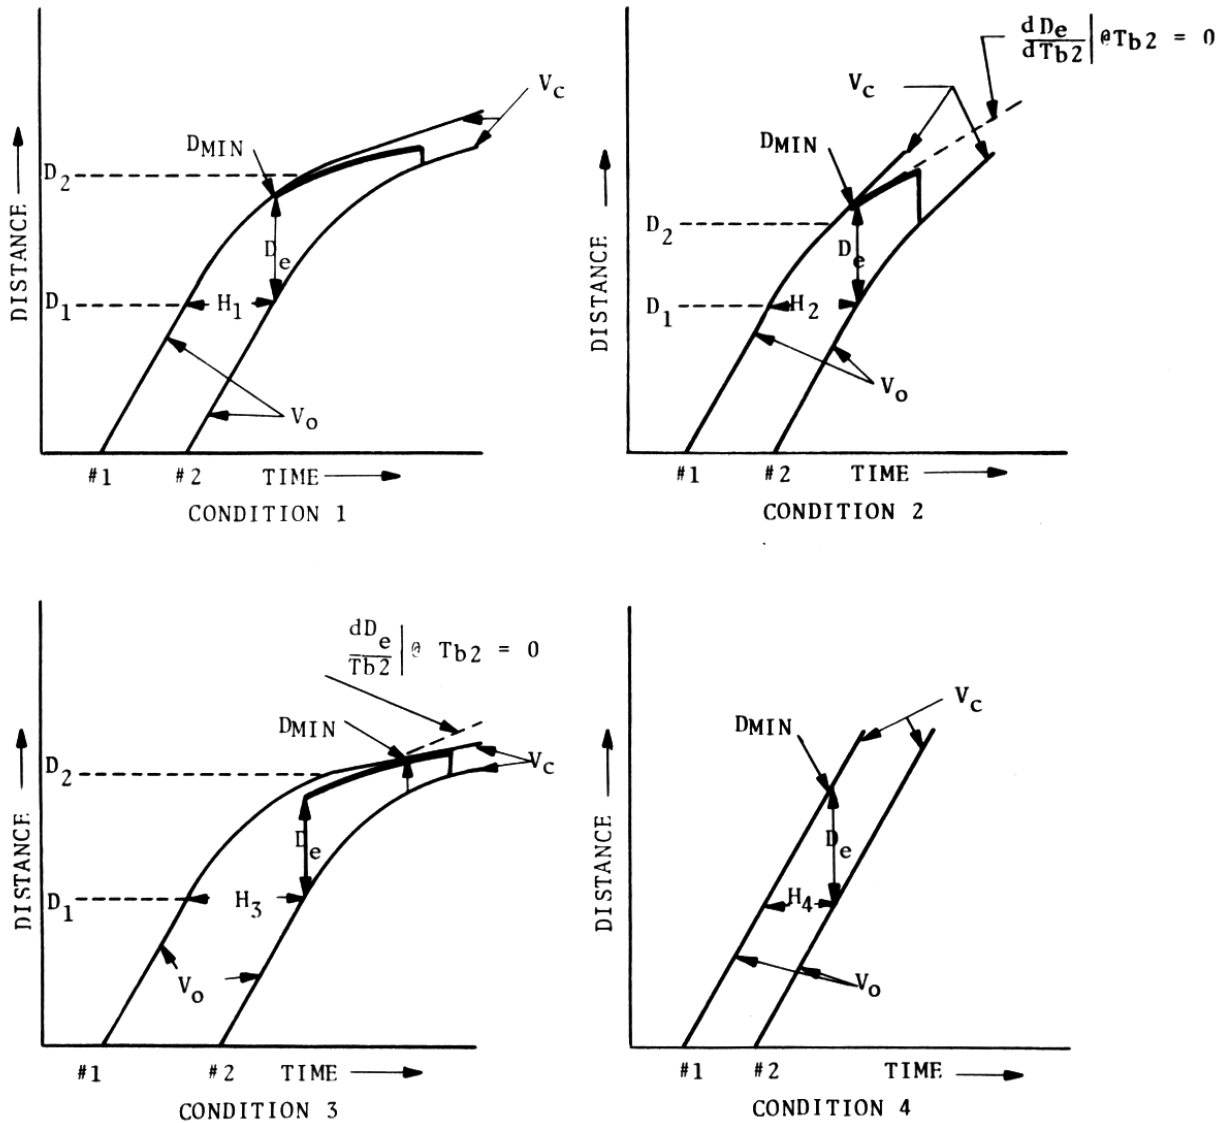 dDe
dTb2 | @Tb2 = 0
Vc
DMIN
D2
De
D1
H1
Vo
DISTANCE
#1 #2 TIME
CONDITION 1
Vc
DMIN
D2
De
D1
H2
Vo
DISTANCE
#1 #2 TIME
CONDITION 2
dDe
Tb2 | @ Tb2 = 0
DMIN
D2
Vc
De
D1
H3
Vo
DISTANCE
#1 #2 TIME
CONDITION 3
Vc
DMIN
De
H4
Vo
DISTANCE
#1 #2 TIME
CONDITION 4